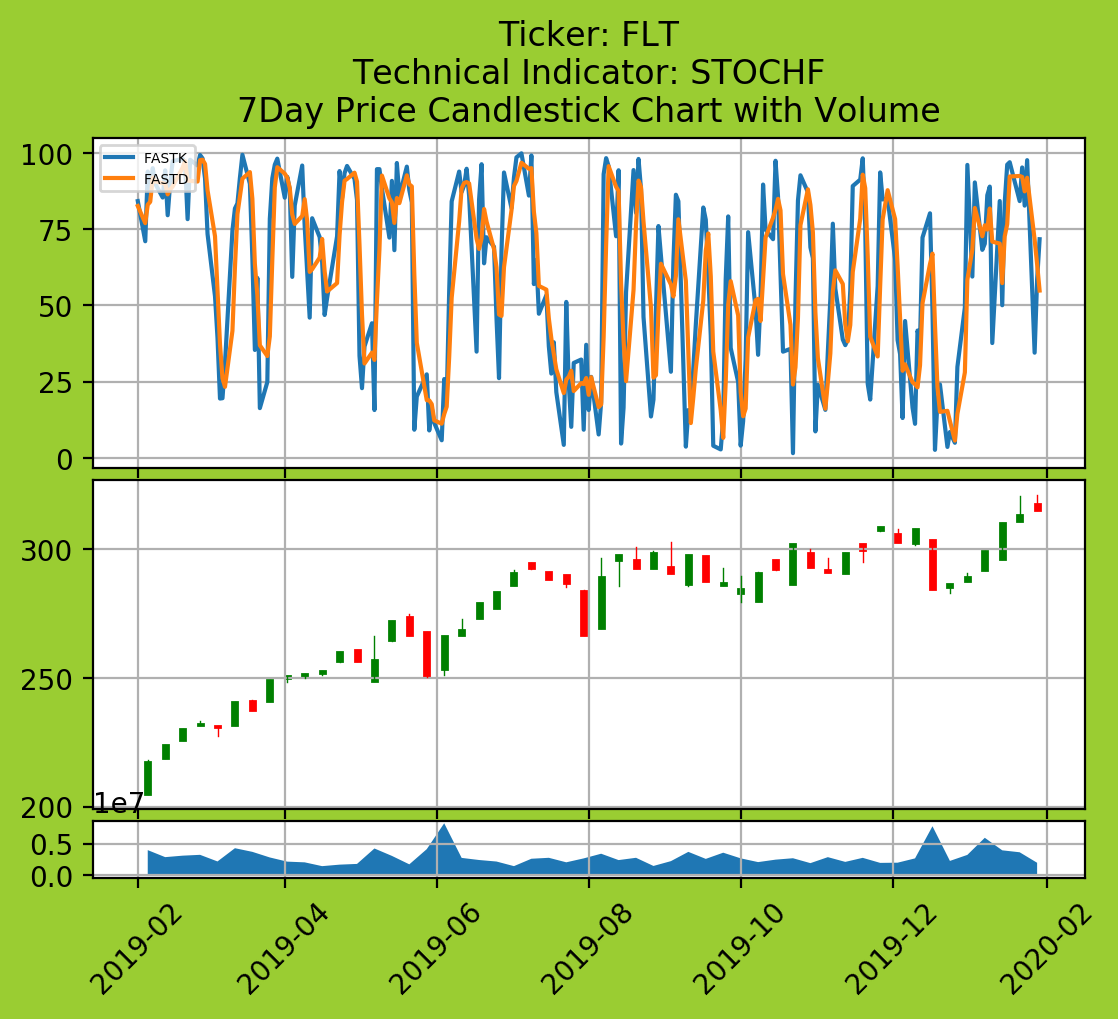 Ticker: FLT
Technical Indicator: STOCHF
7Day Price Candlestick Chart with Volume
100
75
50
25
0
FASTK
FASTD
300
250
200
1e7
0.5
0.0
2019-02
2019-04
2019-06
2019-08
2019-10
2019-12
2020-02